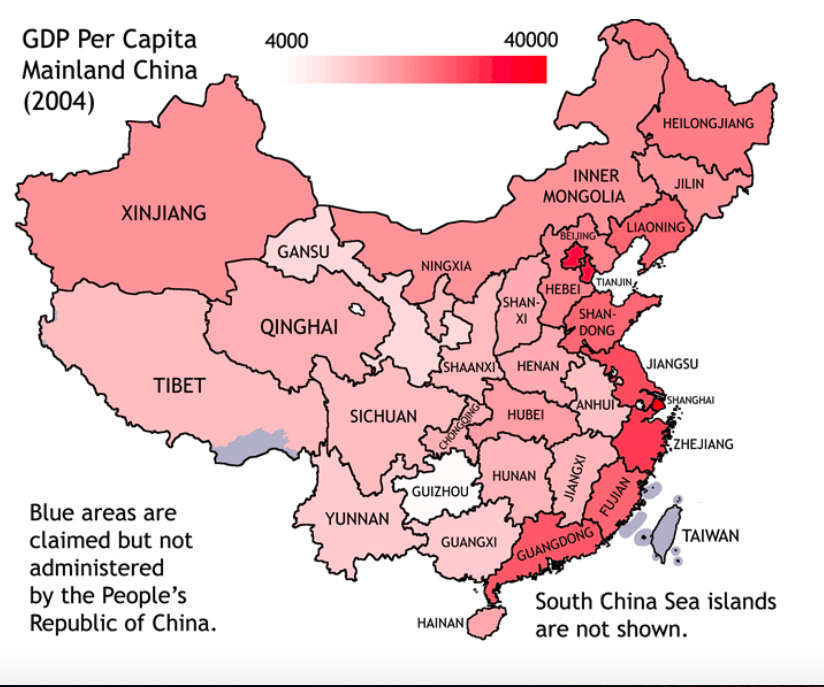 GDP Per Capita
Mainland China
(2004)
4000
40000
HEILONGJIANG
INNER
MONGOLIA
JILIN
XINJIANG
LIAONING
BEIJING
GANSU
NINGXIA
TIANJIN
HEBEI
SHAN-
XI
SHAN-
DONG
QINGHAI
SHAANXI
HENAN
JIANGSU
TIBET
SICHUAN
CHONGQING
HUBEI
ANHUI
SHANGHAI
ZHEJIANG
GUIZHOU
HUNAN
JIANGXI
FUJIAN
YUNNAN
GUANGXI
GUANGDONG
TAIWAN
HAINAN
Blue areas are
claimed but not
administered
by the People's
Republic of China.
South China Sea islands
are not shown.